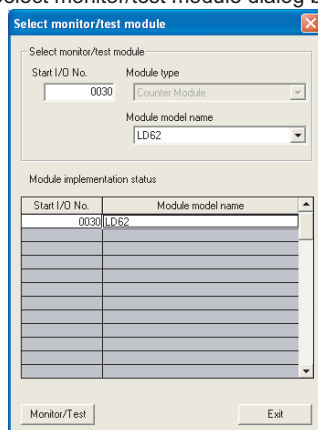 Select monitor/test module
Select monitor/test module
Start I/O No.
Module type
0030
Counter Module
Module model name
LD62
Module implementation status
Start I/O No.
Module model name
0030
LD62
Monitor/Test
Exit